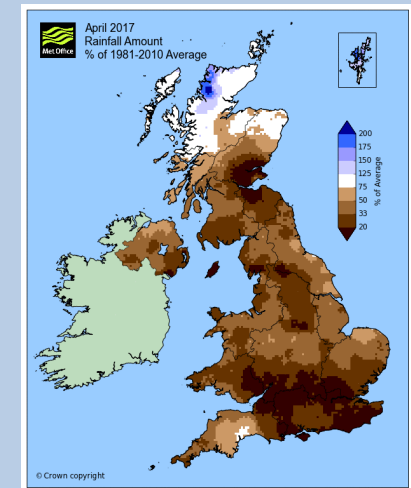 Met Office
April 2017
Rainfall Amount
% of 1981-2010 Average
200
175
150
125
75
50
33
20
% of Average
© Crown copyright